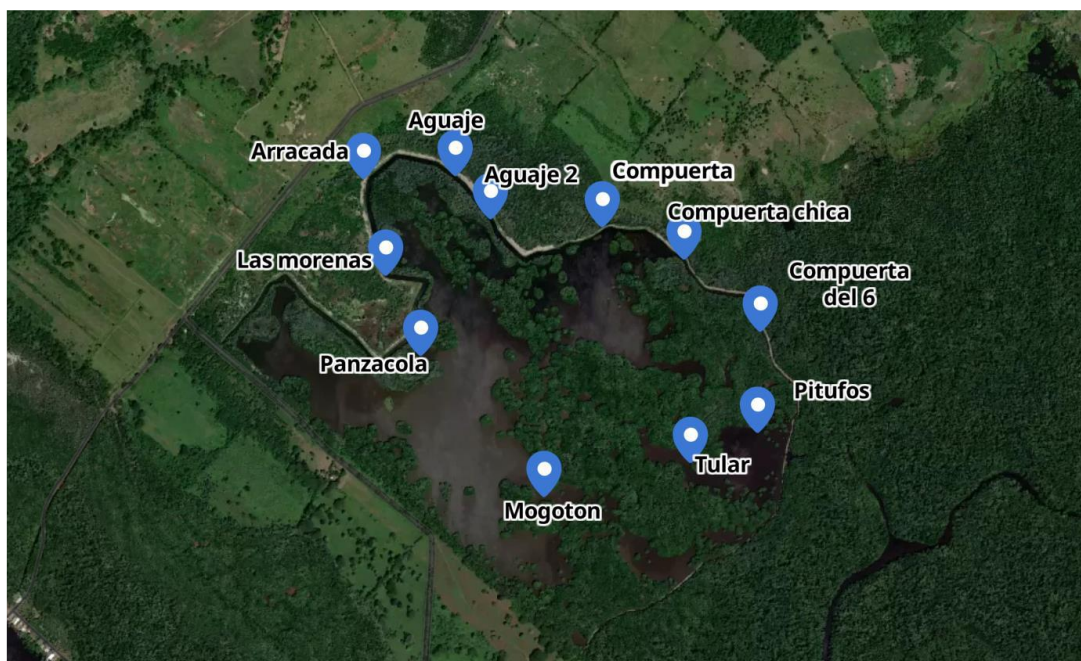 Aguaje
Arracada
Aguaje 2
Compuerta
Compuerta chica
Las morenas
Compuerta
del 6
Panzacola
Pitufos
Tular
Mogoton